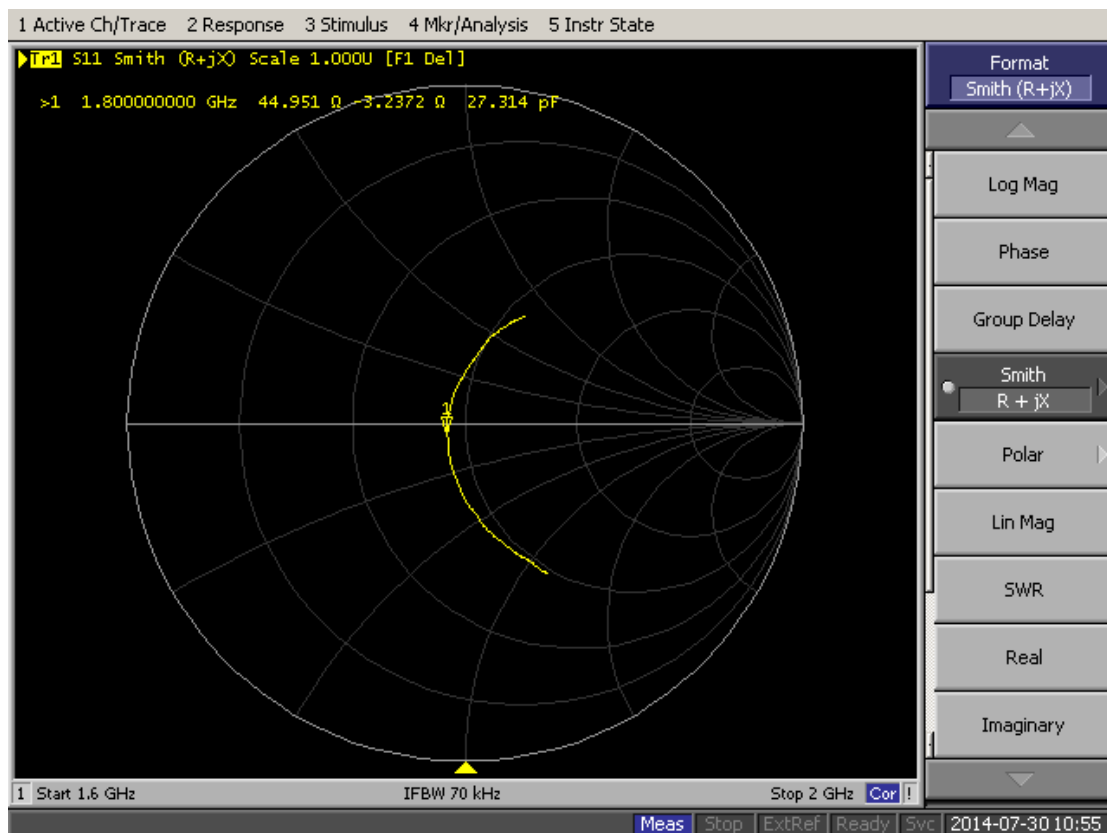 1 Active Ch/Trace 2 Response 3 Stimulus 4 Mkr/Analysis 5 Instr State
Tr1 S11 Smith (R+jX) Scale 1.000U [F1 Del]
>1 1.800000000 GHz 44.951 Ω -3.2372 Ω 27.314 pF
1
Format
Smith (R+jX)
Log Mag
Phase
Group Delay
Smith
R + jX
Polar
Lin Mag
SWR
Real
Imaginary
1 Start 1.6 GHz IFBW 70 kHz Stop 2 GHz Cor !
Meas Stop ExtRef Ready Svc 2014-07-30 10:55